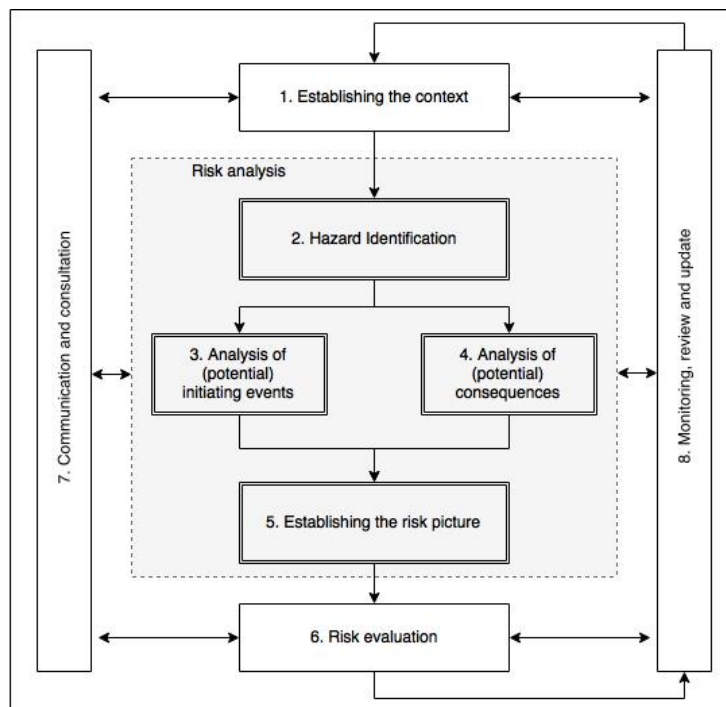 1. Establishing the context
Risk analysis
2. Hazard Identification
3. Analysis of
(potential)
initiating events
4. Analysis of
(potential)
consequences
5. Establishing the risk picture
6. Risk evaluation
7. Communication and consultation
8. Monitoring, review and update